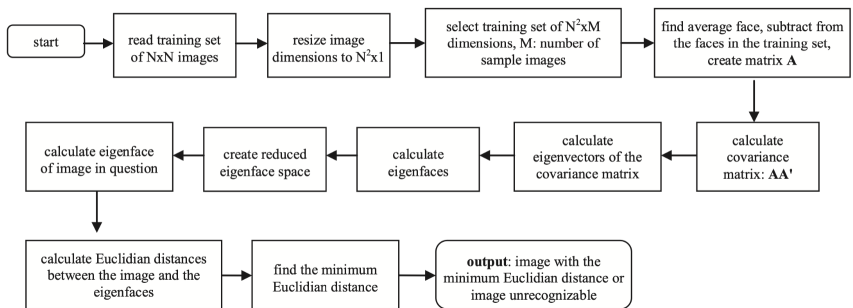 start
read training set
of NxN images
resize image
dimensions to N²x1
select training set of N²xM
dimensions, M: number of
sample images
find average face, subtract from
the faces in the training set,
create matrix A
calculate
covariance
matrix: AA'
calculate
eigenvectors of the
covariance matrix
calculate
eigenfaces
create reduced
eigenface space
calculate eigenface
of image in question
calculate Euclidian distances
between the image and the
eigenfaces
find the minimum
Euclidian distance
output: image with the
minimum Euclidian distance or
image unrecognizable